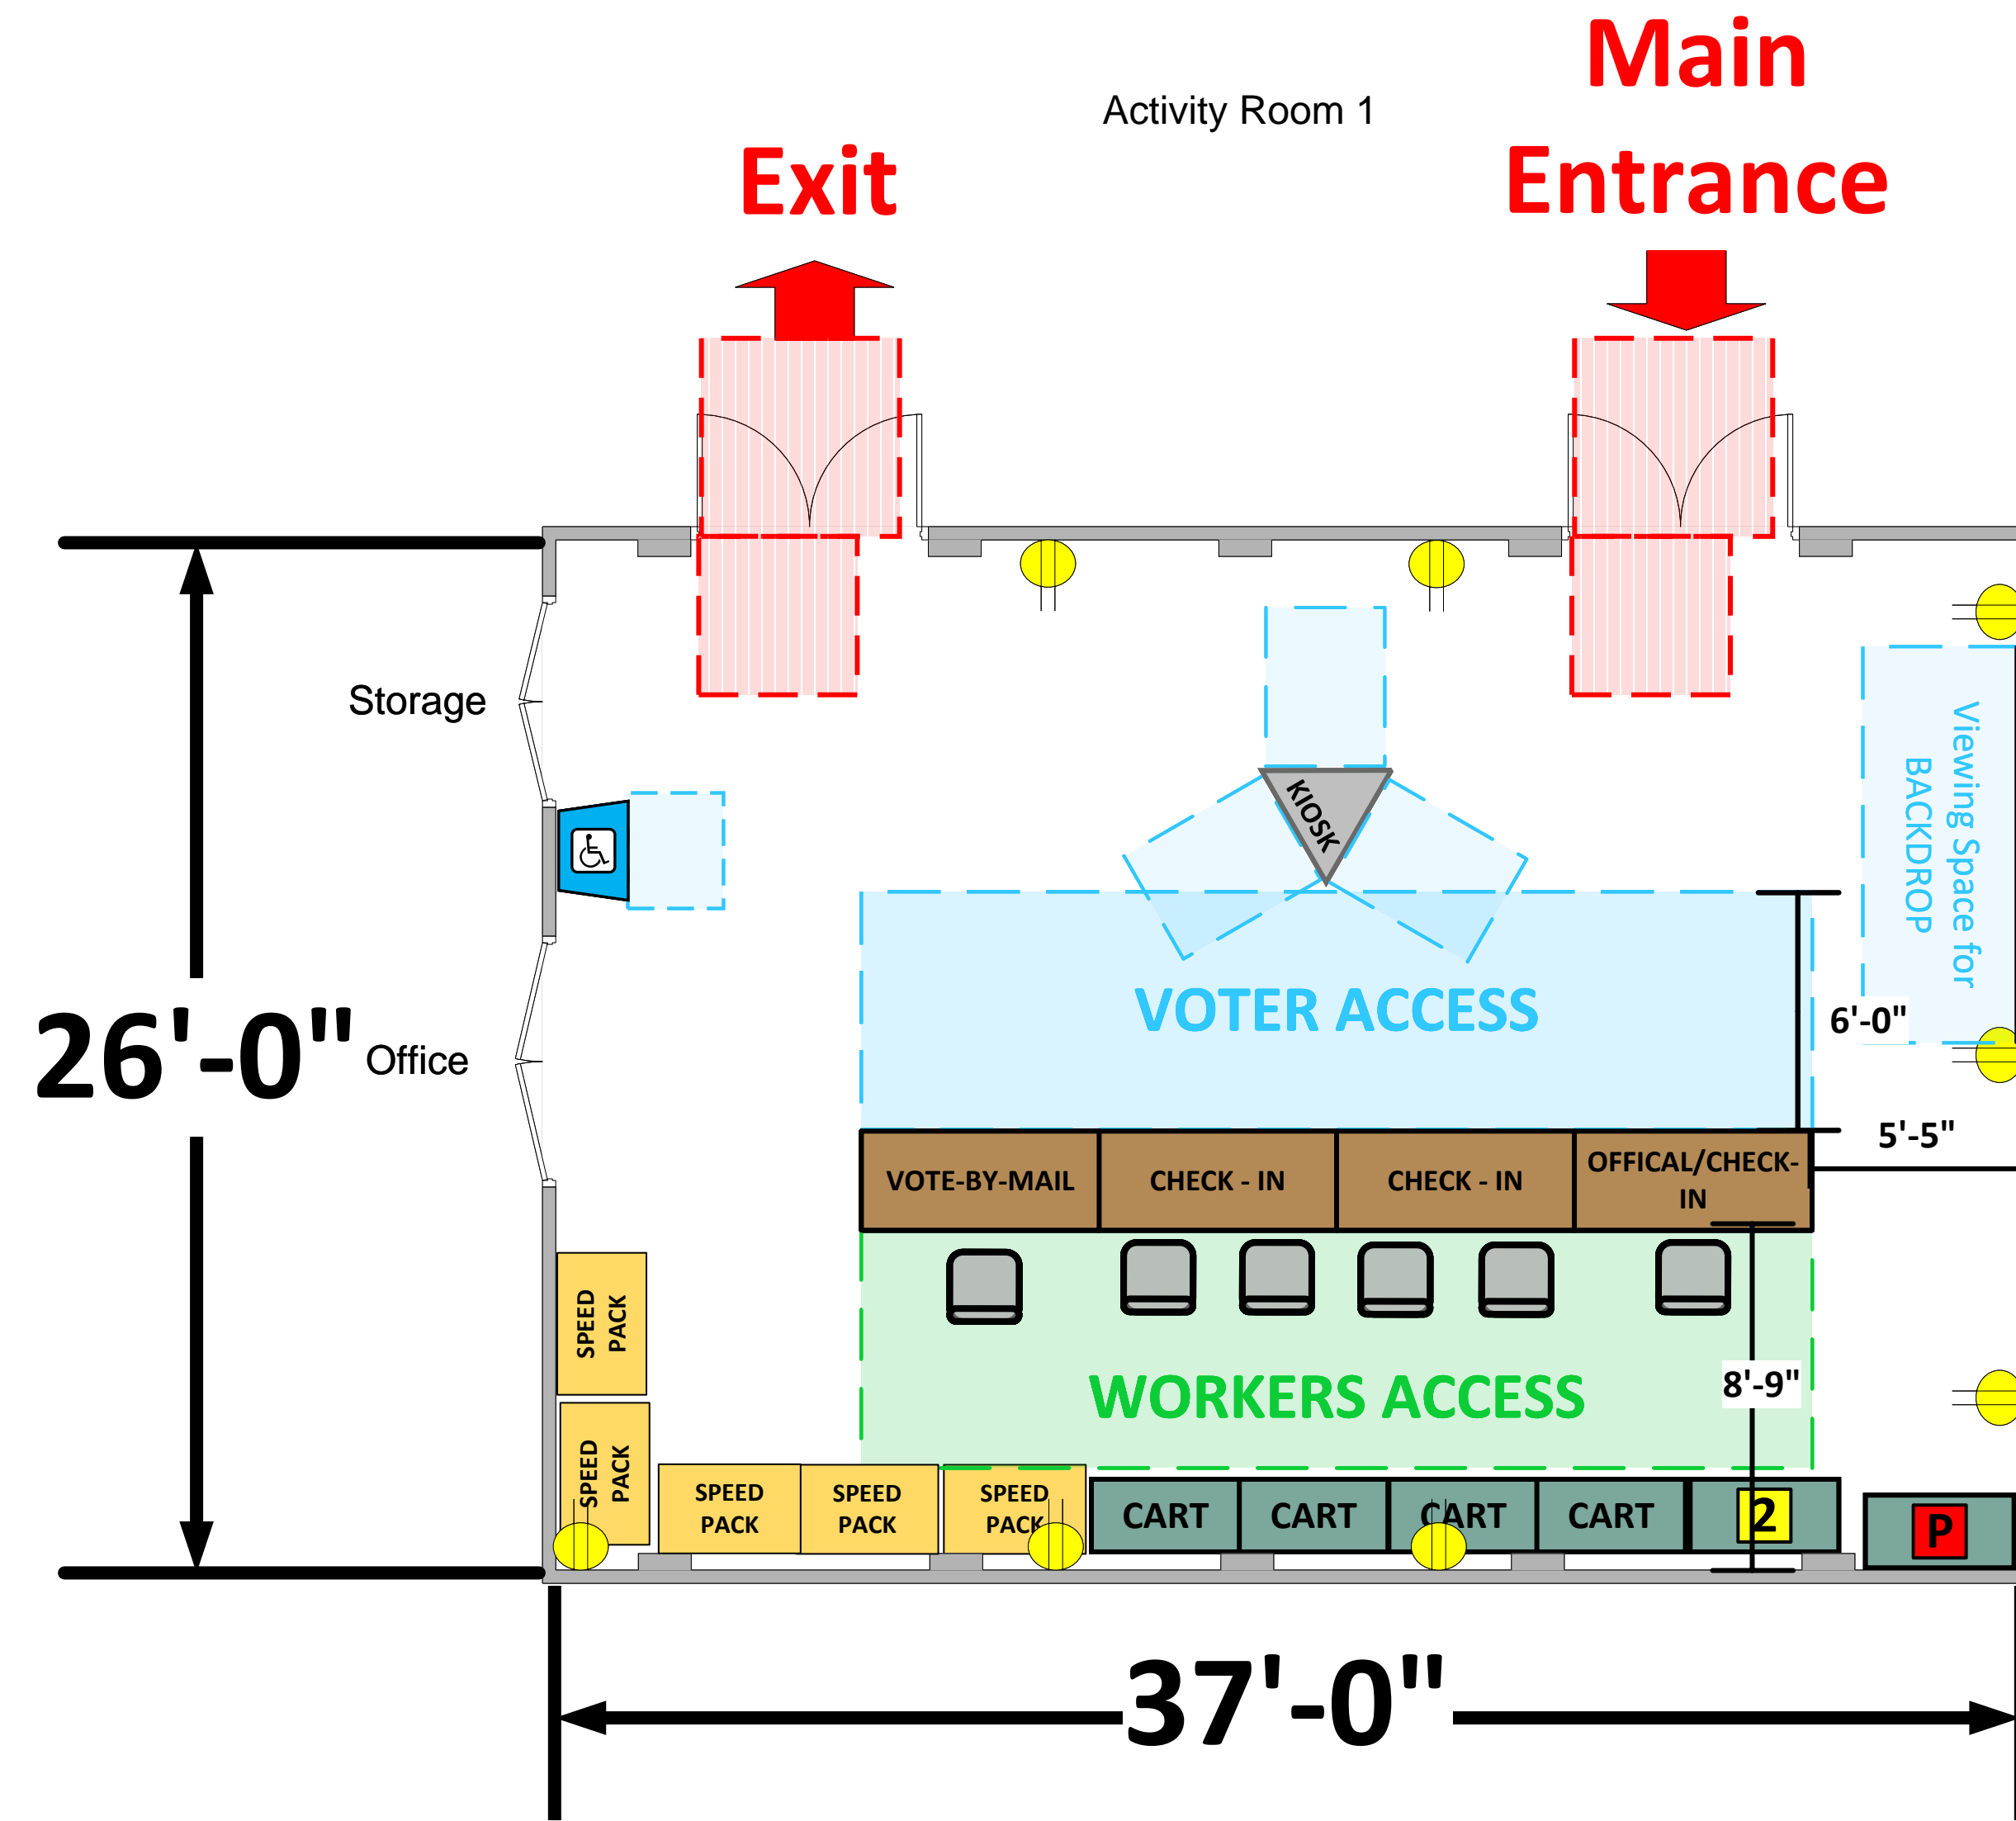 Main
Entrance
Activity Room 1
Exit
Storage
KIOSK
Viewing Space for
BACKDROP
VOTER ACCESS
6'-0"
26'-0"
Office
5'-5"
VOTE-BY-MAIL
CHECK - IN
CHECK - IN
OFFICAL/CHECK-
IN
SPEED
PACK
WORKERS ACCESS
8'-9"
SPEED
PACK
SPEED
PACK
SPEED
PACK
SPEED
PACK
CART
CART
CART
CART
2
P
37'-0"